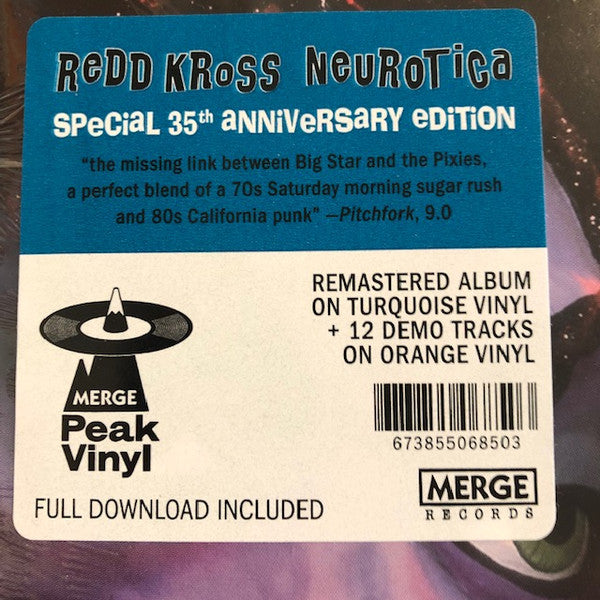 ReDD KRoSS NeuRoTica
SPeCiaL 35th aNNiVeRSaRY eDiTiON
"the missing link between Big Star and the Pixies,
a perfect blend of a 70s Saturday morning sugar rush
and 80s California punk" —Pitchfork, 9.0
REMASTERED ALBUM
ON TURQUOISE VINYL
+ 12 DEMO TRACKS
ON ORANGE VINYL
MERGE
Peak
Vinyl
673855068503
FULL DOWNLOAD INCLUDED
MERGE
RECORDS